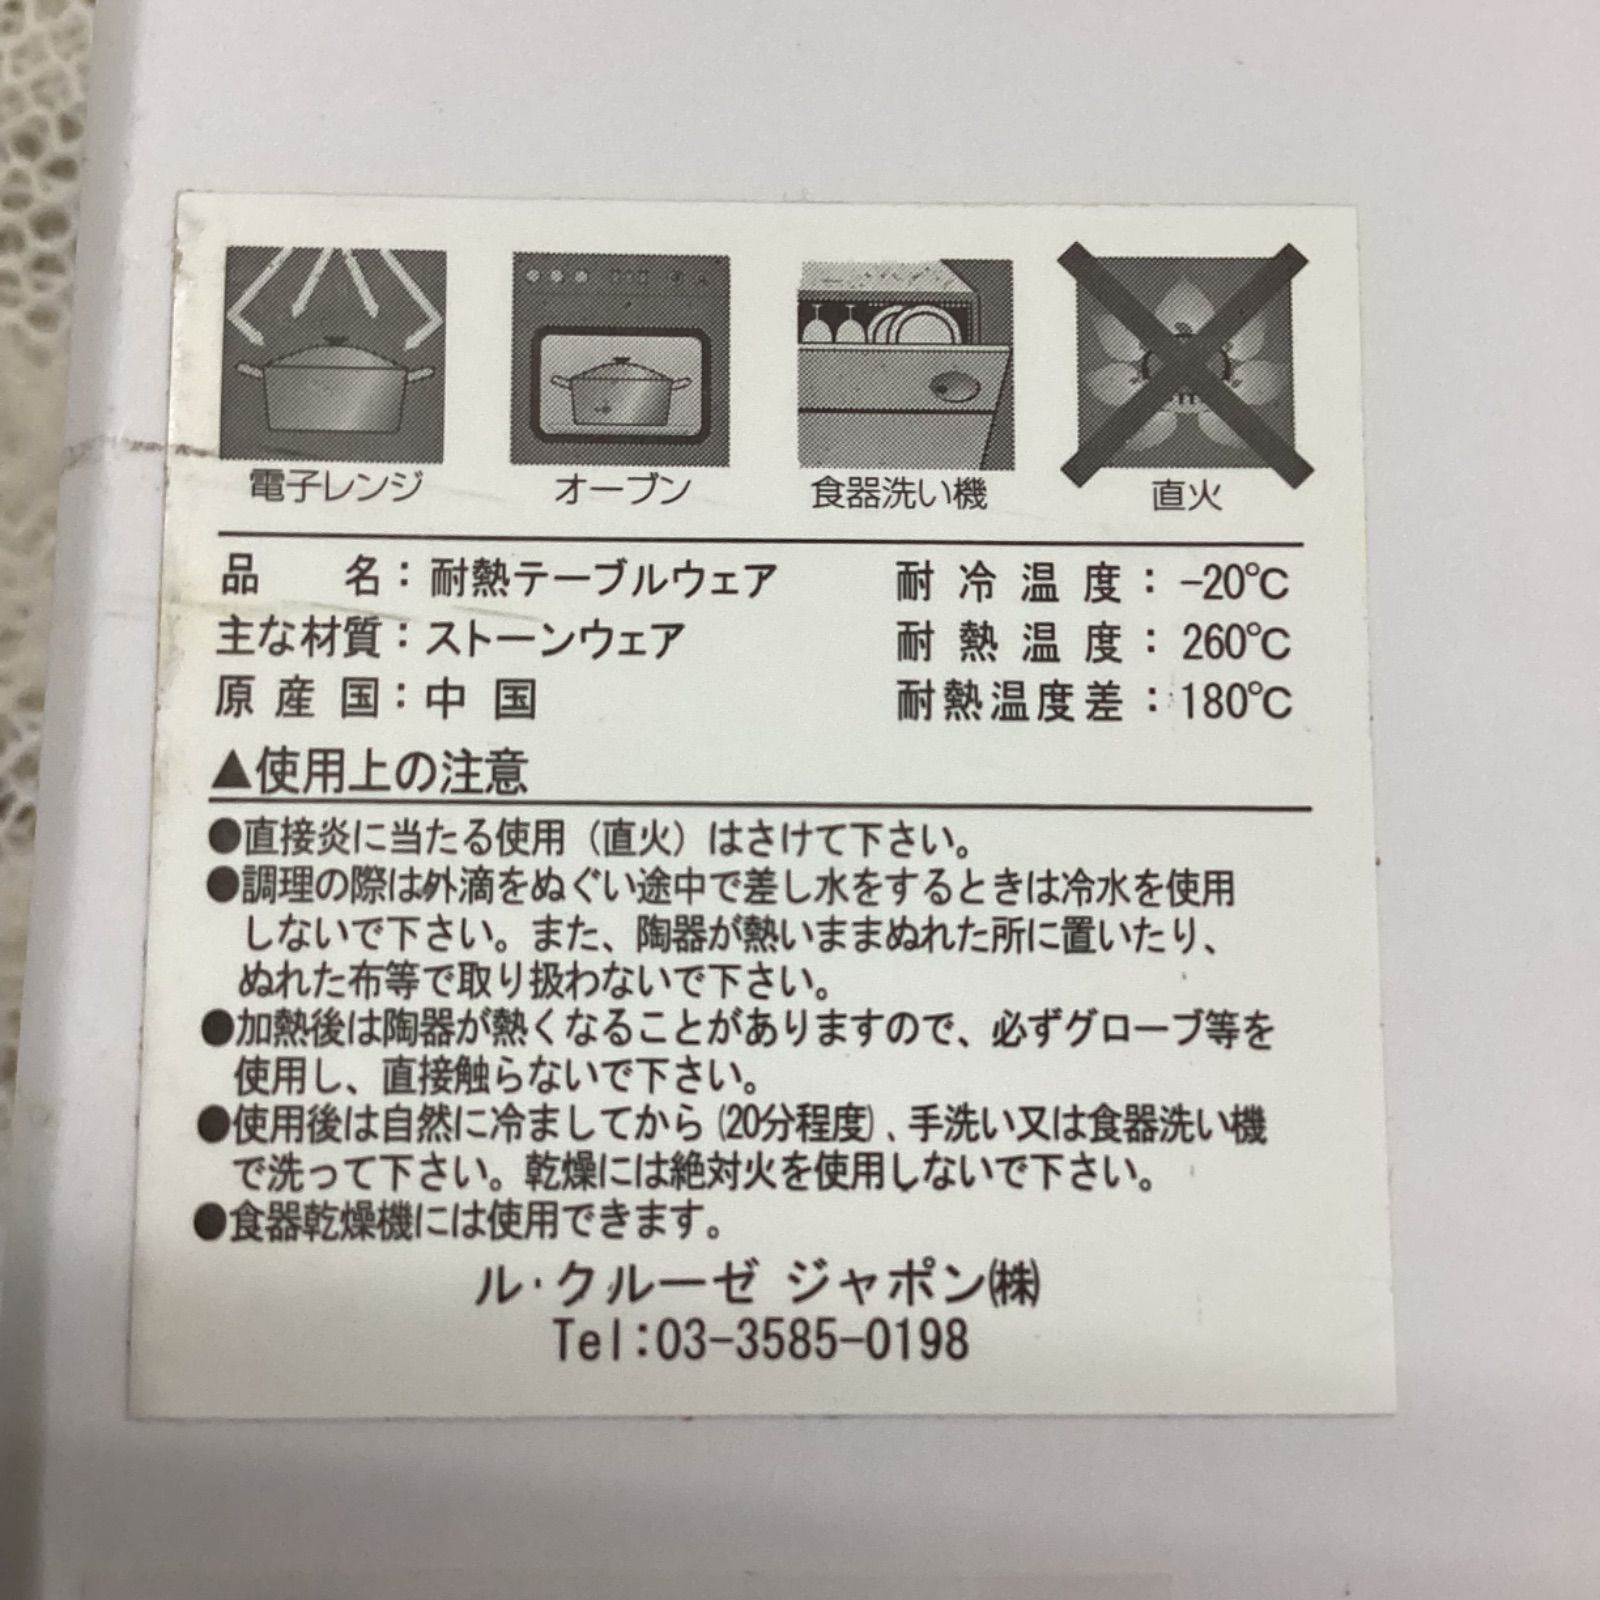 電子レンジ オーブン 食器洗い機 直火
品 名：耐熱テーブルウェア 耐冷温度：-20℃
主な材質：ストーンウェア 耐熱温度：260℃
原産国：中国 耐熱温度差：180℃
▲使用上の注意
●直接炎に当たる使用（直火）はさけて下さい。
●調理の際は外滴をぬぐい途中で差し水をするときは冷水を使用
しないで下さい。また、陶器が熱いままぬれた所に置いたり、
ぬれた布等で取り扱わないで下さい。
●加熱後は陶器が熱くなることがありますので、必ずグローブ等を
使用し、直接触らないで下さい。
●使用後は自然に冷ましてから(20分程度)、手洗い又は食器洗い機
で洗って下さい。乾燥には絶対火を使用しないで下さい。
●食器乾燥機には使用できます。
ル・クルーゼ ジャポン㈱
Tel:03-3585-0198